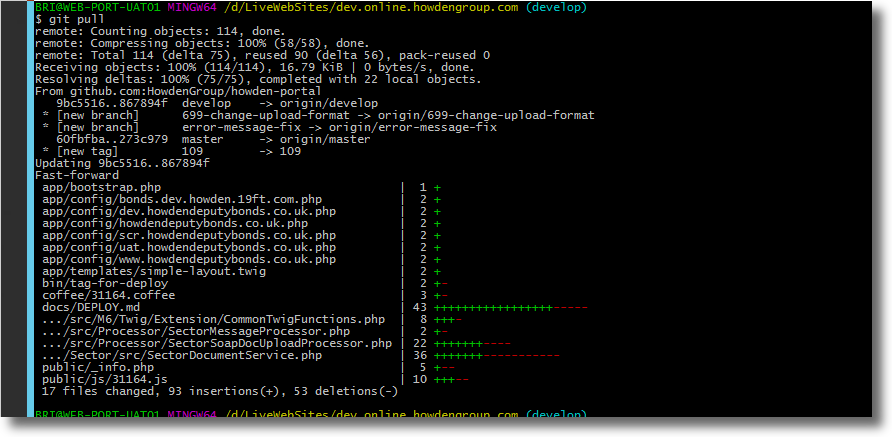 BRI@WEB-PORT-UAT01 MINGW64 /d/LiveWebSites/dev.online.howdengroup.com (develop)
$ git pull
remote: Counting objects: 114, done.
remote: Compressing objects: 100% (58/58), done.
remote: Total 114 (delta 75), reused 90 (delta 56), pack-reused 0
Receiving objects: 100% (114/114), 16.79 KiB | 0 bytes/s, done.
Resolving deltas: 100% (75/75), completed with 22 local objects.
From github.com:HowdenGroup/howden-portal
   9bc5516..867894f  develop    -> origin/develop
 * [new branch]      699-change-upload-format -> origin/699-change-upload-format
 * [new branch]      error-message-fix -> origin/error-message-fix
   60fbfba..273c979  master     -> origin/master
 * [new tag]         109        -> 109
Updating 9bc5516..867894f
Fast-forward
 app/bootstrap.php                                  |  1 +
 app/config/bonds.dev.howden.19ft.com.php           |  2 +
 app/config/dev.howdendeputybonds.co.uk.php         |  2 +
 app/config/howdendeputybonds.co.uk.php             |  2 +
 app/config/scr.howdendeputybonds.co.uk.php         |  2 +
 app/config/uat.howdendeputybonds.co.uk.php         |  2 +
 app/config/www.howdendeputybonds.co.uk.php         |  2 +
 app/templates/simple-layout.twig                   |  2 +
 bin/tag-for-deploy                                 |  2 +-
 coffee/31164.coffee                                |  3 +-
 docs/DEPLOY.md                                     | 43 +++++++++++++++++-----
 .../src/M6/Twig/Extension/CommonTwigFunctions.php  |  8 +++-
 .../src/Processor/SectorMessageProcessor.php       |  2 +-
 .../src/Processor/SectorSoapDocUploadProcessor.php | 22 +++++++----
 .../Sector/src/SectorDocumentService.php           | 36 +++++++-----------
 public/_info.php                                   |  5 +--
 public/js/31164.js                                 | 10 +++--
 17 files changed, 93 insertions(+), 53 deletions(-)
BRI@WEB-PORT-UAT01 MINGW64 /d/LiveWebSites/dev.online.howdengroup.com (develop)